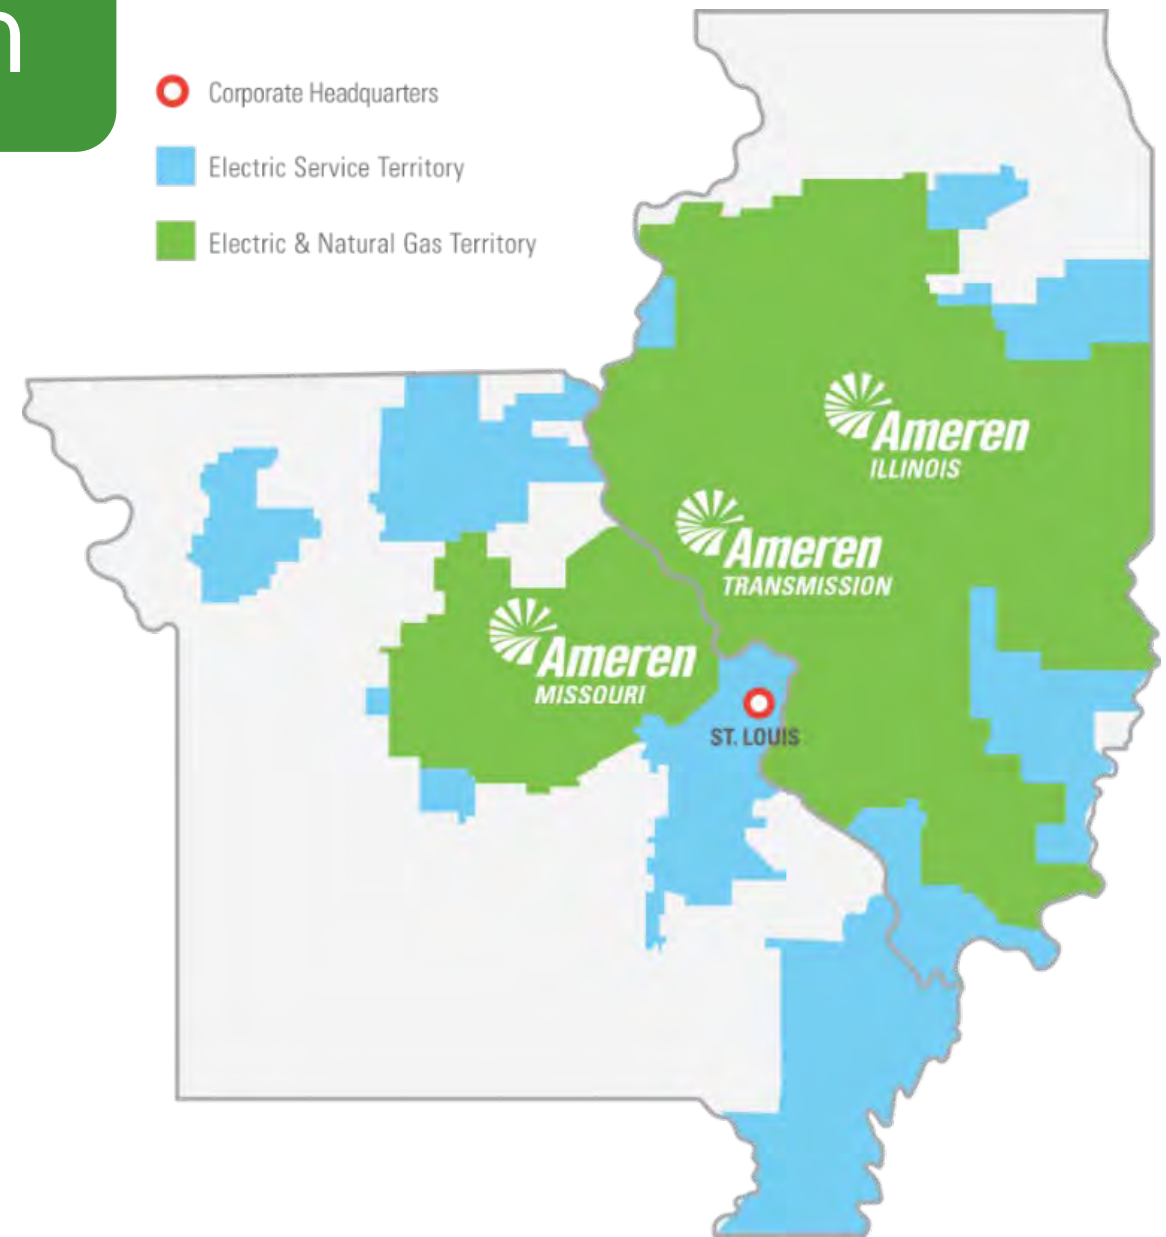 n
Corporate Headquarters
Electric Service Territory
Electric & Natural Gas Territory
Ameren
ILLINOIS
Ameren
TRANSMISSION
Ameren
MISSOURI
ST. LOUIS